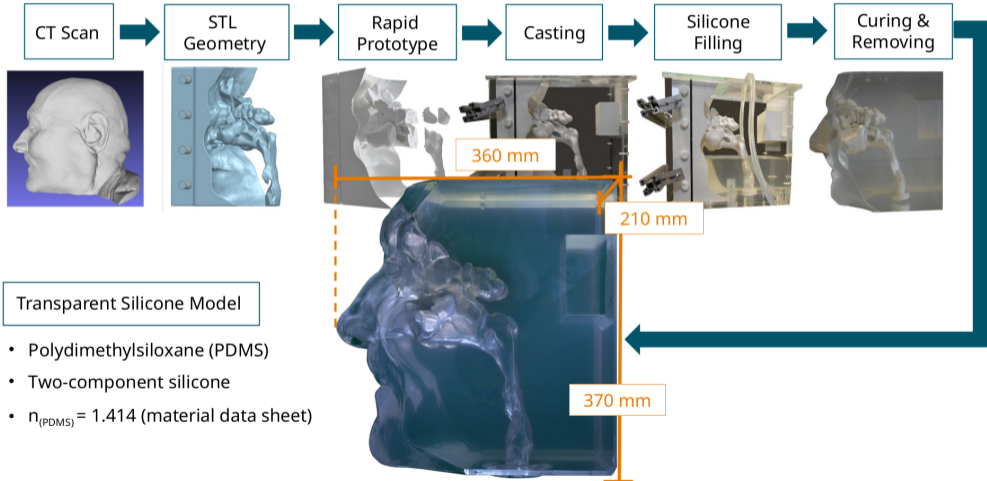 CT Scan
STL
Geometry
Rapid
Prototype
Casting
Silicone
Filling
Curing &
Removing
360 mm
210 mm
Transparent Silicone Model
• Polydimethylsiloxane (PDMS)
• Two-component silicone
• n(PDMS) = 1.414 (material data sheet)
370 mm